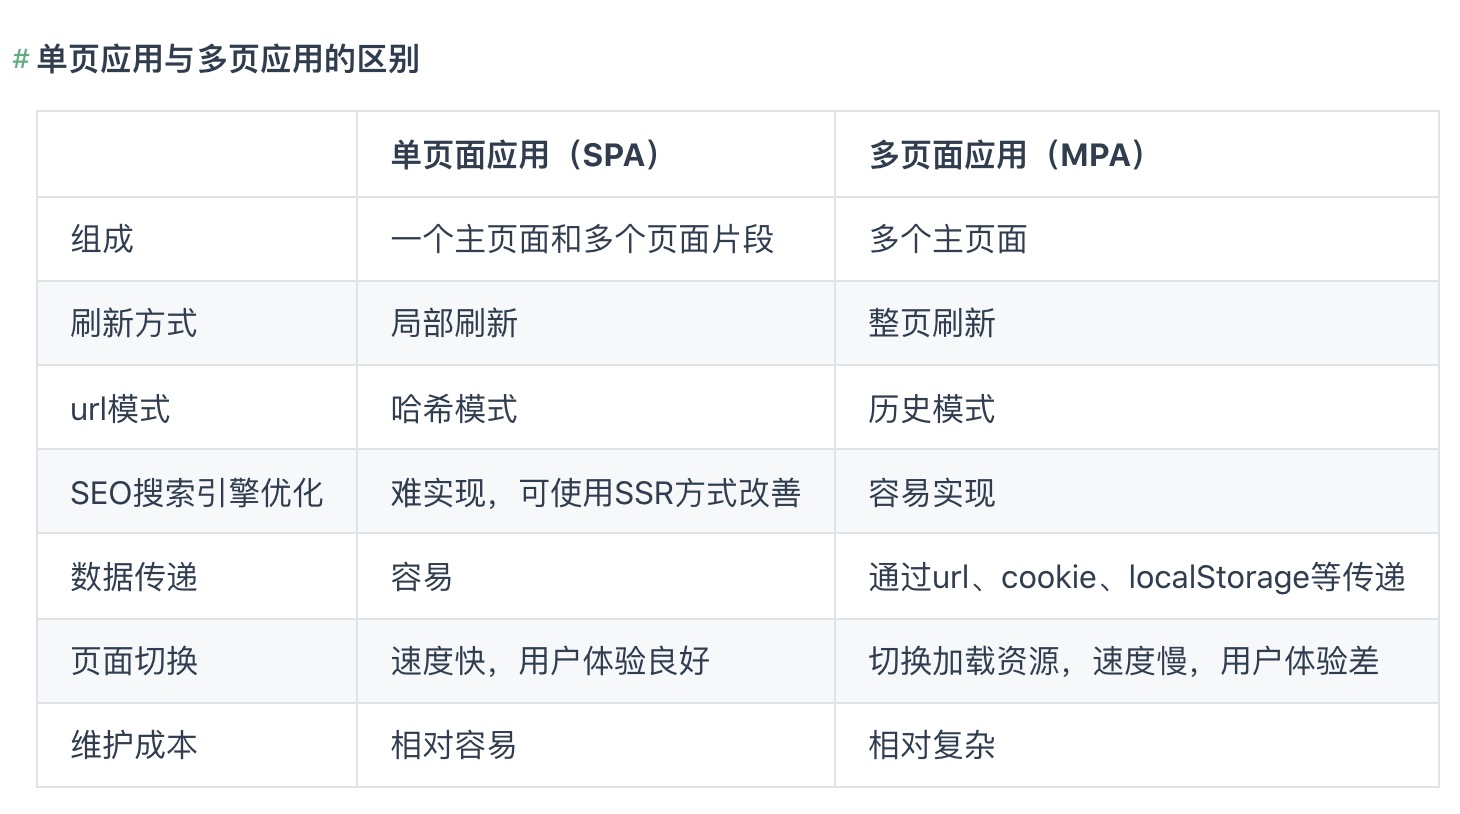 # 单页应用与多页应用的区别
单页面应用（SPA） 多页面应用（MPA）
组成 一个主页面和多个页面片段 多个主页面
刷新方式 局部刷新 整页刷新
url模式 哈希模式 历史模式
SEO搜索引擎优化 难实现，可使用SSR方式改善 容易实现
数据传递 容易 通过url、cookie、localStorage等传递
页面切换 速度快，用户体验良好 切换加载资源，速度慢，用户体验差
维护成本 相对容易 相对复杂